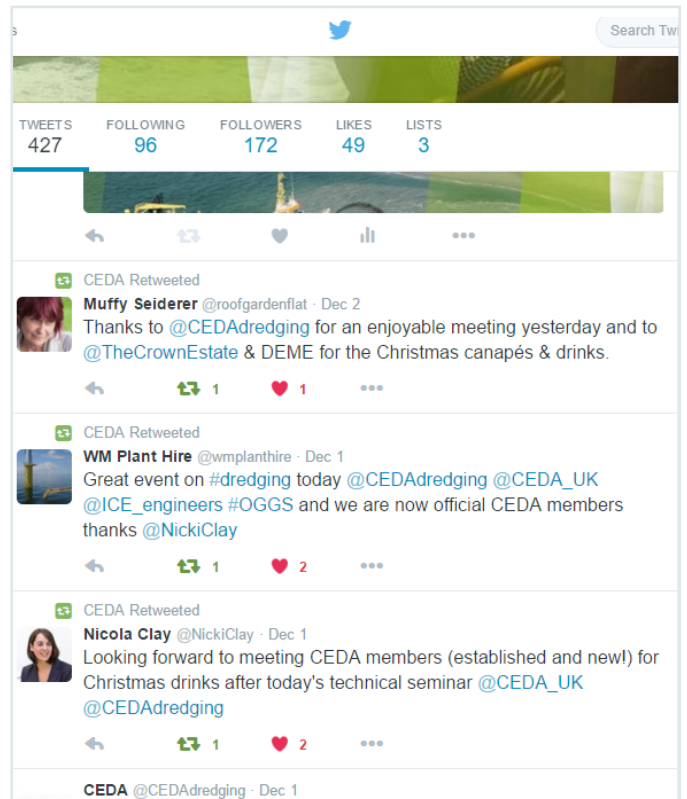 s
Search Twi
TWEETS FOLLOWING FOLLOWERS LIKES LISTS
427 96 172 49 3
CEDA Retweeted
Muffy Seiderer @roofgardenflat · Dec 2
Thanks to @CEDAdredging for an enjoyable meeting yesterday and to
@TheCrownEstate & DEME for the Christmas canapés & drinks.
1 1
CEDA Retweeted
WM Plant Hire @wmplanthire · Dec 1
Great event on #dredging today @CEDAdredging @CEDA_UK
@ICE_engineers #OGGS and we are now official CEDA members
thanks @NickiClay
1 2
CEDA Retweeted
Nicola Clay @NickiClay · Dec 1
Looking forward to meeting CEDA members (established and new!) for
Christmas drinks after today's technical seminar @CEDA_UK
@CEDAdredging
1 2
CEDA @CEDAdredging · Dec 1